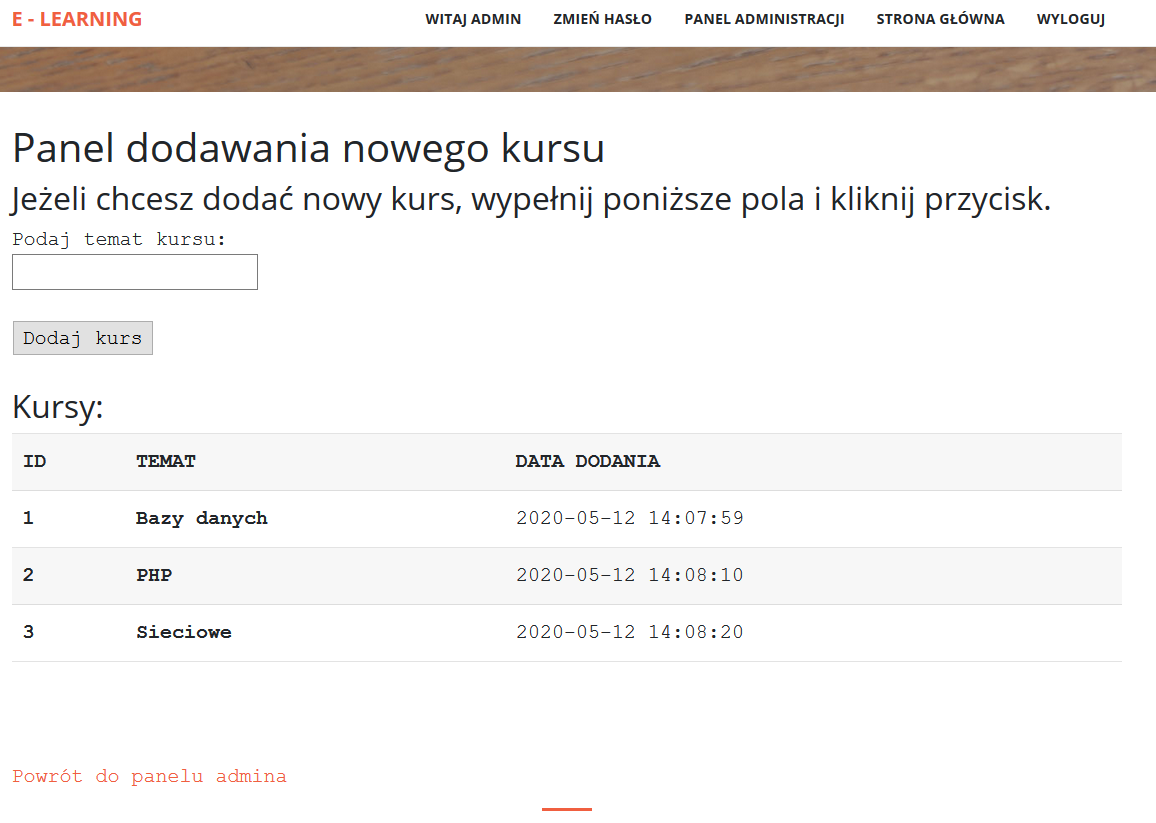 E - LEARNING WITAJ ADMIN ZMIEŃ HASŁO PANEL ADMINISTRACJI STRONA GŁÓWNA WYLOGUJ
Panel dodawania nowego kursu
Jeżeli chcesz dodać nowy kurs, wypełnij poniższe pola i kliknij przycisk.
Podaj temat kursu:
Dodaj kurs
Kursy:
ID TEMAT DATA DODANIA
1 Bazy danych 2020-05-12 14:07:59
2 PHP 2020-05-12 14:08:10
3 Sieciowe 2020-05-12 14:08:20
Powrót do panelu admina